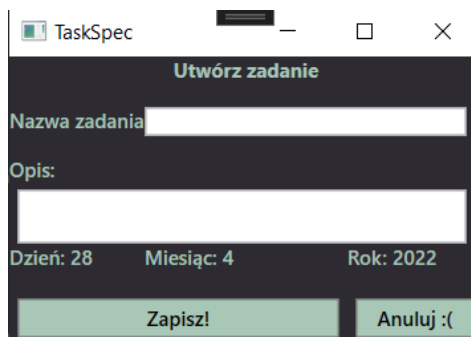 TaskSpec
Utwórz zadanie
Nazwa zadania
Opis:
Dzień: 28 Miesiąc: 4 Rok: 2022
Zapisz! Anuluj :(